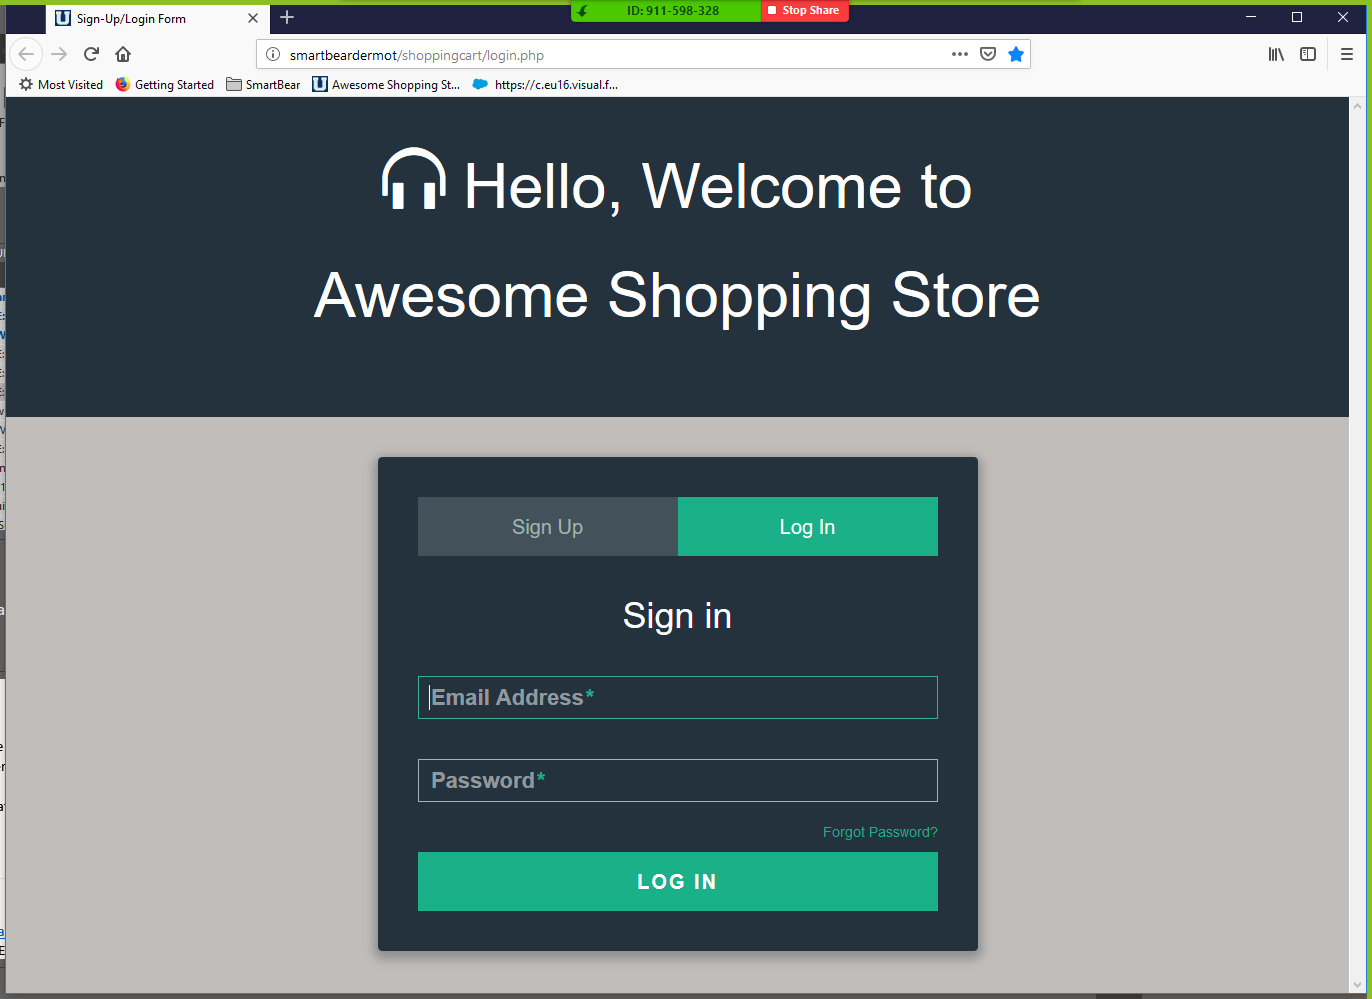 ID: 911-598-328 Stop Share
Sign-Up/Login Form
smartbeardermot/shoppingcart/login.php
Most Visited Getting Started SmartBear Awesome Shopping St... https://c.eu16.visual.f...
Hello, Welcome to
Awesome Shopping Store
Sign Up Log In
Sign in
Email Address*
Password*
Forgot Password?
LOG IN